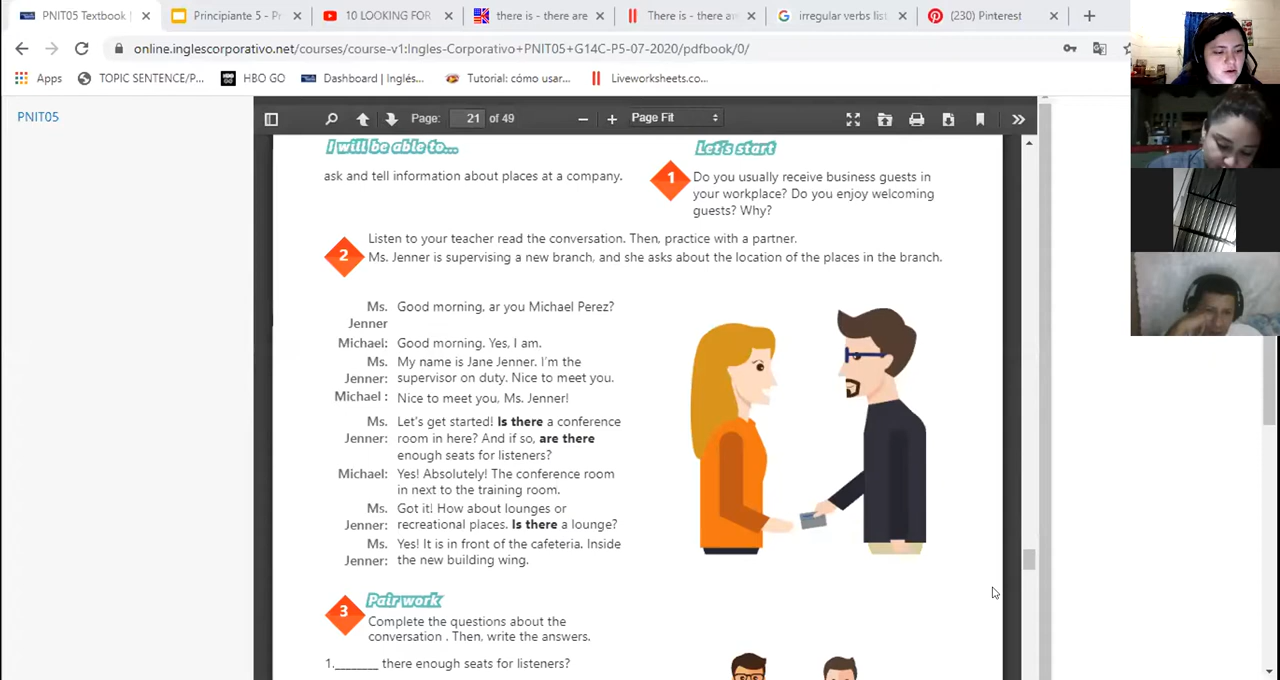 PNIT05 Textbook
Principiante 5 - P
10 LOOKING FOR
there is - there are
There is - there a
irregular verbs list
(230) Pinterest
online.inglescorporativo.net/courses/course-v1:Ingles-Corporativo+PNIT05+G14C-P5-07-2020/pdfbook/0/
Apps
TOPIC SENTENCE/P...
HBO GO
Dashboard | Inglés...
Tutorial: cómo usar...
Liveworksheets.co...
PNIT05
Page: 21 of 49
Page Fit
I will be able to...
ask and tell information about places at a company.
Let's start
1
Do you usually receive business guests in
your workplace? Do you enjoy welcoming
guests? Why?
2
Listen to your teacher read the conversation. Then, practice with a partner.
Ms. Jenner is supervising a new branch, and she asks about the location of the places in the branch.
Ms. Good morning, ar you Michael Perez?
Jenner
Michael: Good morning. Yes, I am.
Ms. My name is Jane Jenner. I'm the
Jenner: supervisor on duty. Nice to meet you.
Michael : Nice to meet you, Ms. Jenner!
Ms. Let's get started! Is there a conference
Jenner: room in here? And if so, are there
enough seats for listeners?
Michael: Yes! Absolutely! The conference room
in next to the training room.
Ms. Got it! How about lounges or
Jenner: recreational places. Is there a lounge?
Ms. Yes! It is in front of the cafeteria. Inside
Jenner: the new building wing.
3
Pair work
Complete the questions about the
conversation . Then, write the answers.
1.________ there enough seats for listeners?